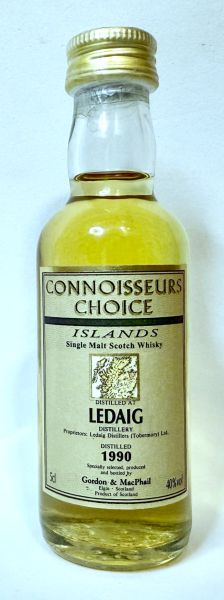 CONNOISSEURS
CHOICE
ISLANDS
Single Malt Scotch Whisky
DISTILLED AT
LEDAIG
DISTILLERY
Proprietors: Ledaig Distillers (Tobermory) Ltd.
DISTILLED
1990
Specially selected, produced
and bottled by
5cl Gordon & MacPhail 40%vol
Elgin - Scotland
Product of Scotland